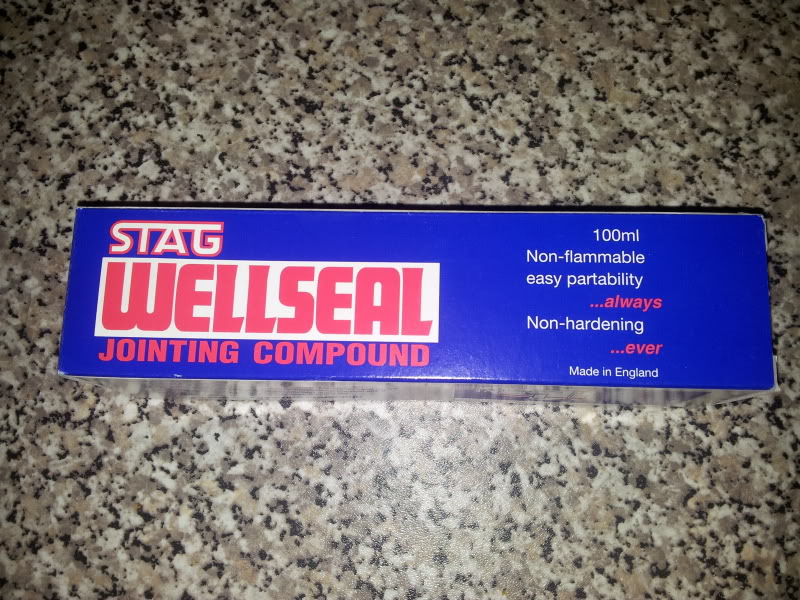 STAG
WELLSEAL
JOINTING COMPOUND
100ml
Non-flammable
easy partability
...always
Non-hardening
...ever
Made in England